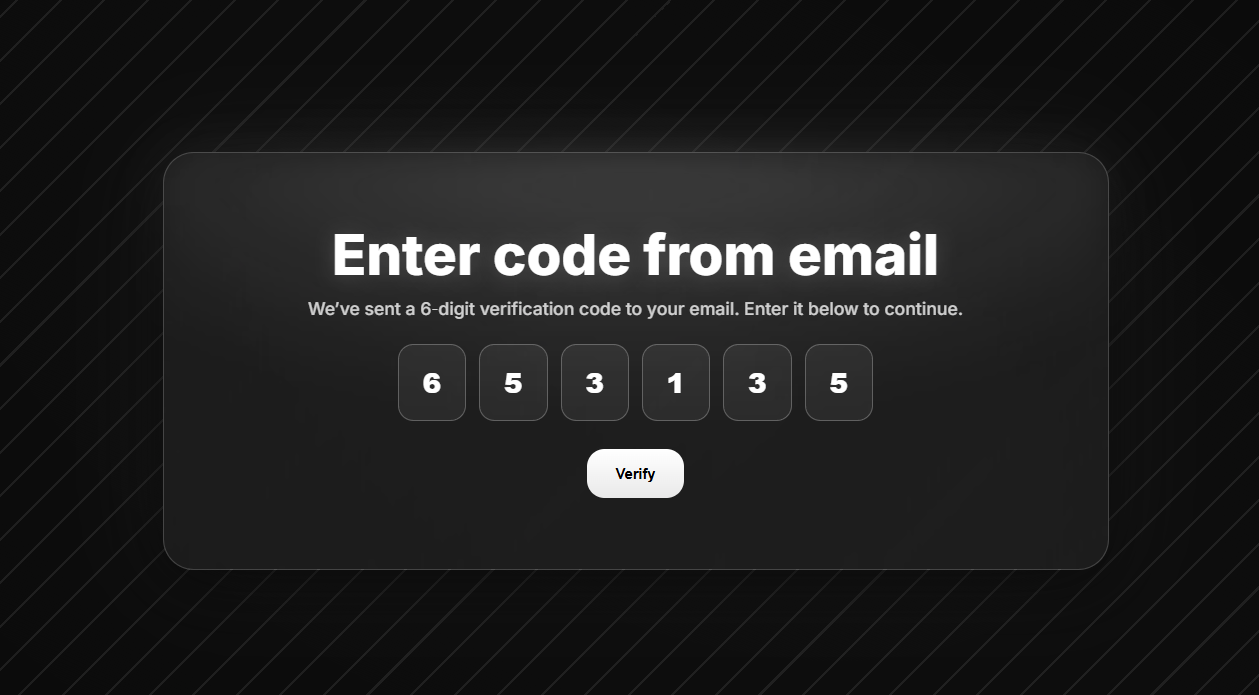 Enter code from email
We’ve sent a 6-digit verification code to your email. Enter it below to continue.
6 5 3 1 3 5
Verify